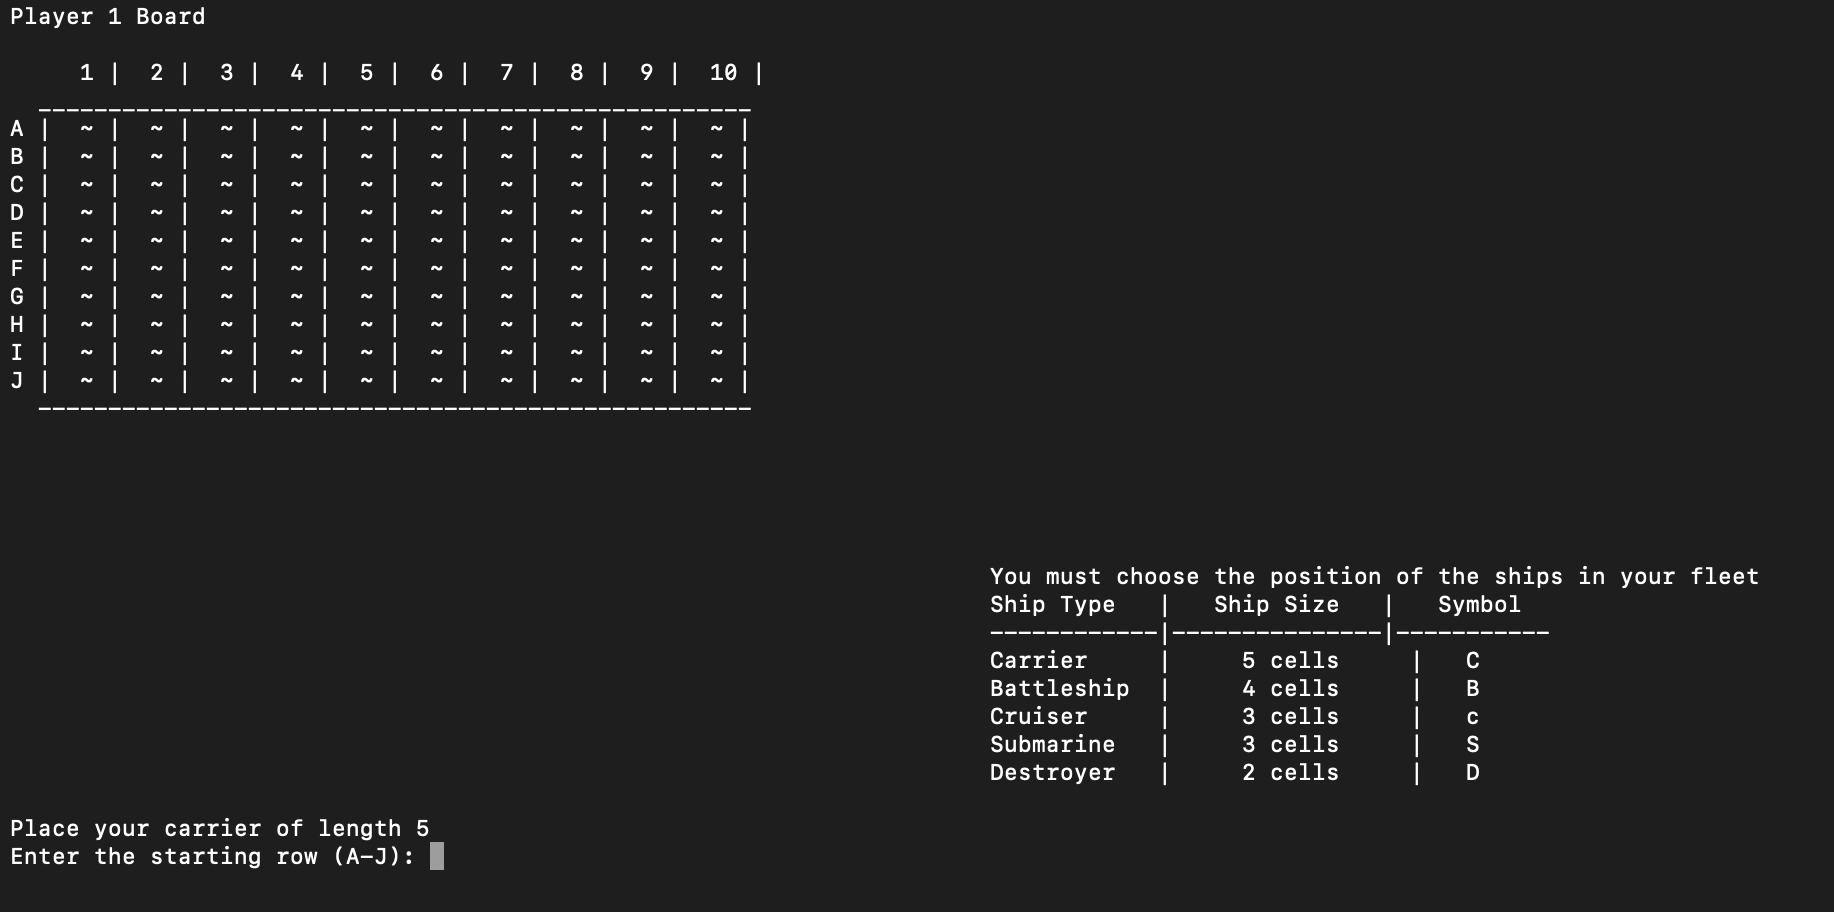 Player 1 Board
1 | 2 | 3 | 4 | 5 | 6 | 7 | 8 | 9 | 10 |
---------------------------------------------------
A | ~ | ~ | ~ | ~ | ~ | ~ | ~ | ~ | ~ | ~ |
B | ~ | ~ | ~ | ~ | ~ | ~ | ~ | ~ | ~ | ~ |
C | ~ | ~ | ~ | ~ | ~ | ~ | ~ | ~ | ~ | ~ |
D | ~ | ~ | ~ | ~ | ~ | ~ | ~ | ~ | ~ | ~ |
E | ~ | ~ | ~ | ~ | ~ | ~ | ~ | ~ | ~ | ~ |
F | ~ | ~ | ~ | ~ | ~ | ~ | ~ | ~ | ~ | ~ |
G | ~ | ~ | ~ | ~ | ~ | ~ | ~ | ~ | ~ | ~ |
H | ~ | ~ | ~ | ~ | ~ | ~ | ~ | ~ | ~ | ~ |
I | ~ | ~ | ~ | ~ | ~ | ~ | ~ | ~ | ~ | ~ |
J | ~ | ~ | ~ | ~ | ~ | ~ | ~ | ~ | ~ | ~ |
---------------------------------------------------
You must choose the position of the ships in your fleet
Ship Type | Ship Size | Symbol
------------|---------------|-----------
Carrier | 5 cells | C
Battleship | 4 cells | B
Cruiser | 3 cells | c
Submarine | 3 cells | S
Destroyer | 2 cells | D
Place your carrier of length 5
Enter the starting row (A-J):